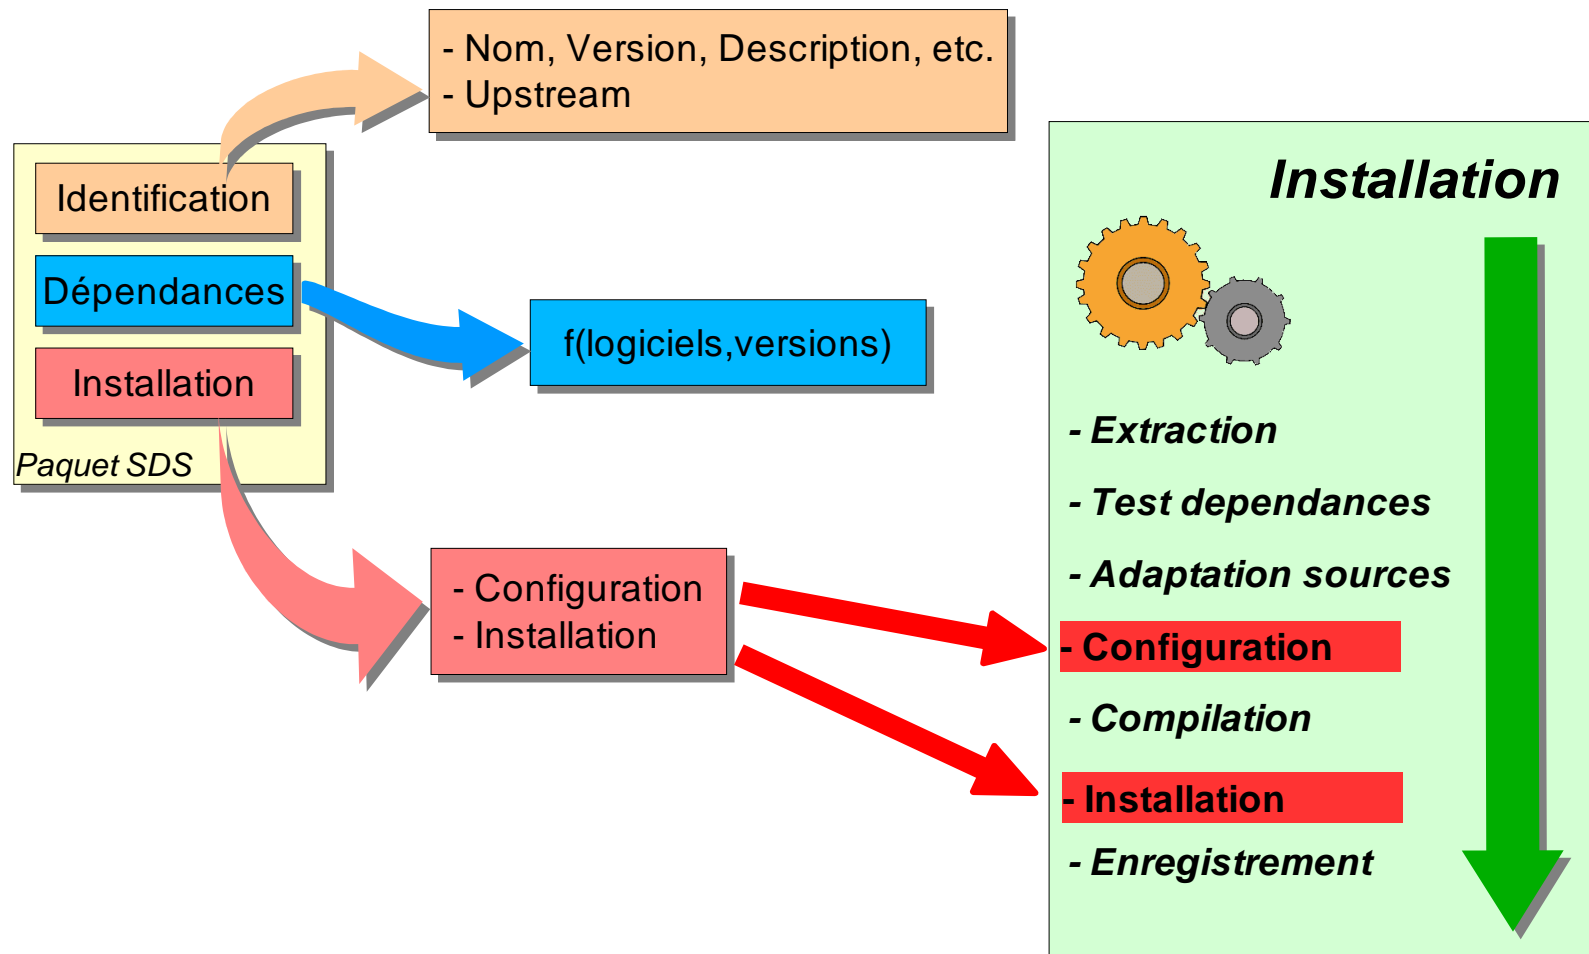 - Nom, Version, Description, etc.
- Upstream
Identification
Dépendances
Installation
Paquet SDS
f(logiciels,versions)
- Configuration
- Installation
Installation
- Extraction
- Test dependances
- Adaptation sources
- Configuration
- Compilation
- Installation
- Enregistrement